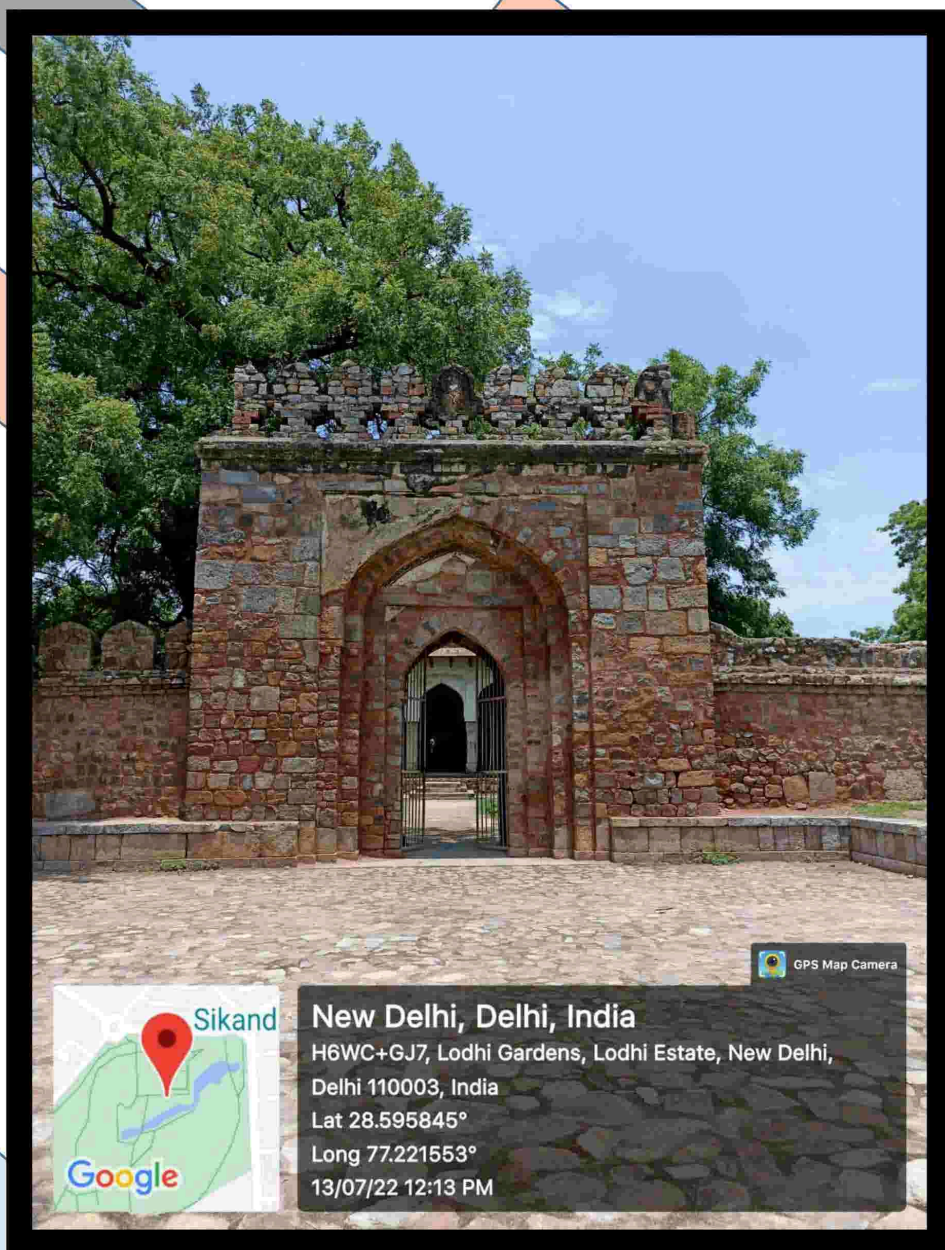 GPS Map Camera
Sikand
Google
New Delhi, Delhi, India
H6WC+GJ7, Lodhi Gardens, Lodhi Estate, New Delhi,
Delhi 110003, India
Lat 28.595845°
Long 77.221553°
13/07/22 12:13 PM